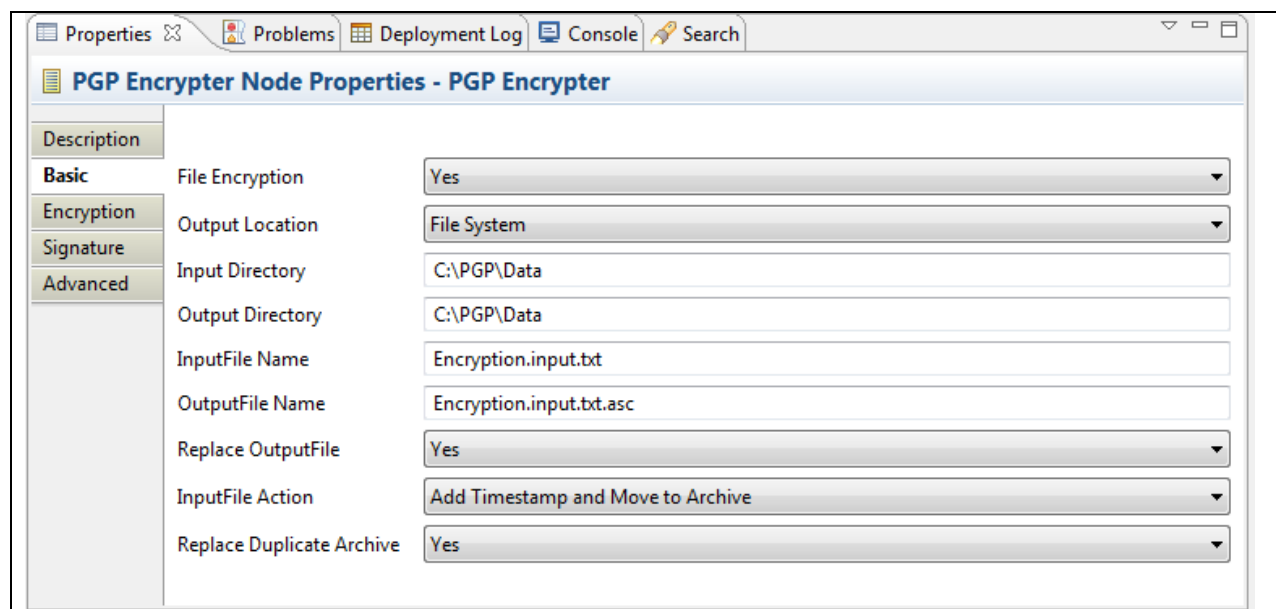 Properties Problems Deployment Log Console Search
PGP Encrypter Node Properties - PGP Encrypter
Description
Basic
Encryption
Signature
Advanced
File Encryption Yes
Output Location File System
Input Directory C:\PGP\Data
Output Directory C:\PGP\Data
InputFile Name Encryption.input.txt
OutputFile Name Encryption.input.txt.asc
Replace OutputFile Yes
InputFile Action Add Timestamp and Move to Archive
Replace Duplicate Archive Yes